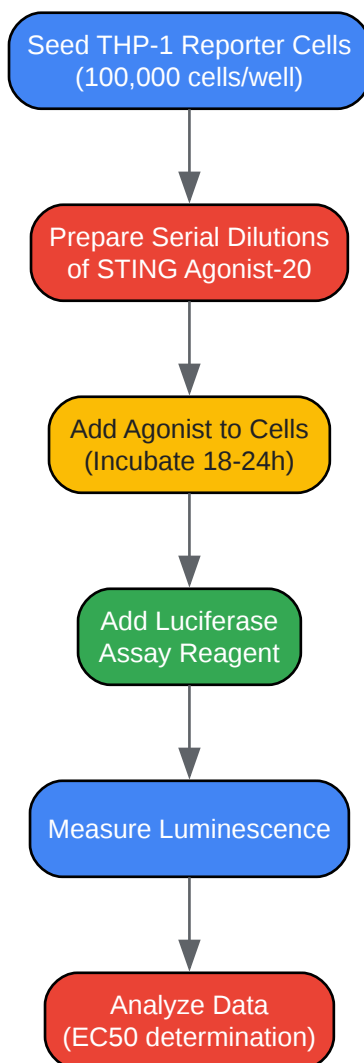 Seed THP-1 Reporter Cells
(100,000 cells/well)
Prepare Serial Dilutions
of STING Agonist-20
Add Agonist to Cells
(Incubate 18-24h)
Add Luciferase
Assay Reagent
Measure Luminescence
Analyze Data
(EC50 determination)